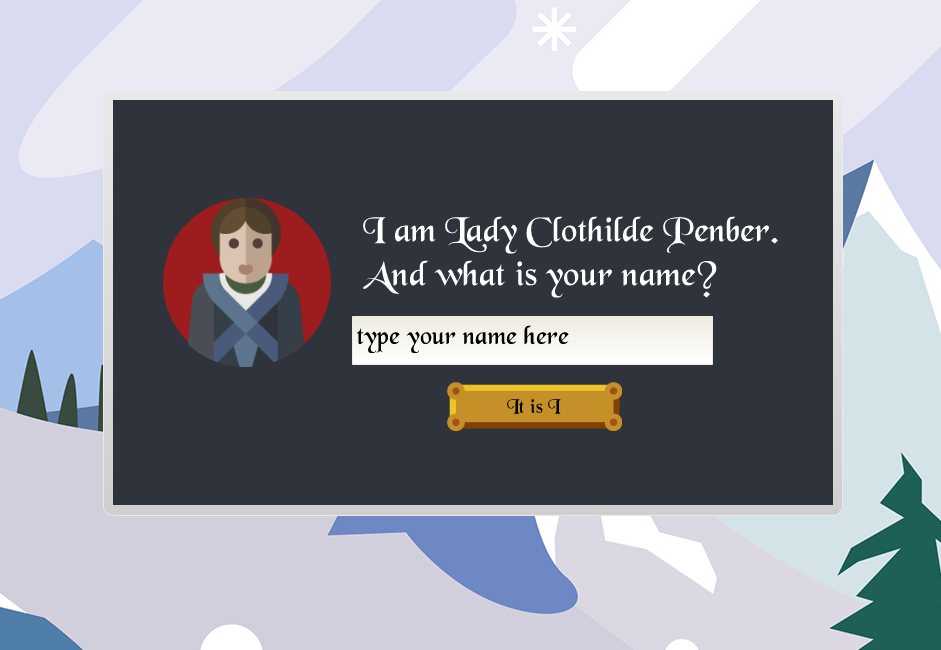 I am Lady Clothilde Penber.
And what is your name?
type your name here
It is I